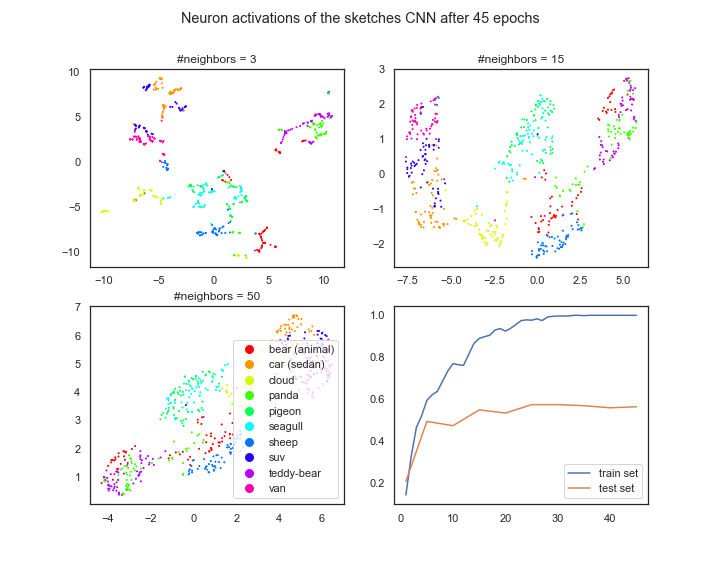 Neuron activations of the sketches CNN after 45 epochs
#neighbors = 3
10
5
0
−5
−10
−10 −5 0 5 10
#neighbors = 15
3
2
1
0
−1
−2
−7.5 −5.0 −2.5 0.0 2.5 5.0
#neighbors = 50
7
6
5
4
3
2
1
−4 −2 0 2 4 6
bear (animal)
car (sedan)
cloud
panda
pigeon
seagull
sheep
suv
teddy-bear
van
1.0
0.8
0.6
0.4
0.2
0 10 20 30 40
train set
test set